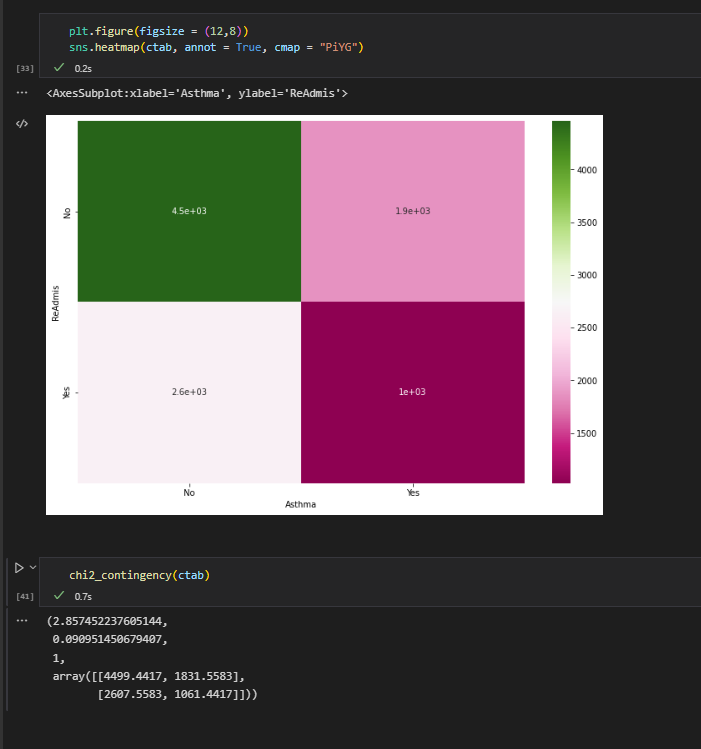 plt.figure(figsize = (12,8))
sns.heatmap(ctab, annot = True, cmap = "PiYG")
[33]
0.2s
... <AxesSubplot:xlabel='Asthma', ylabel='ReAdmis'>
</>
4.5e+03
1.9e+03
2.6e+03
1e+03
No
Yes
ReAdmis
No
Yes
Asthma
4000
3500
3000
2500
2000
1500
chi2_contingency(ctab)
[41]
0.7s
... (2.857452237605144,
0.090951450679407,
1,
array([[4499.4417, 1831.5583],
[2607.5583, 1061.4417]]))